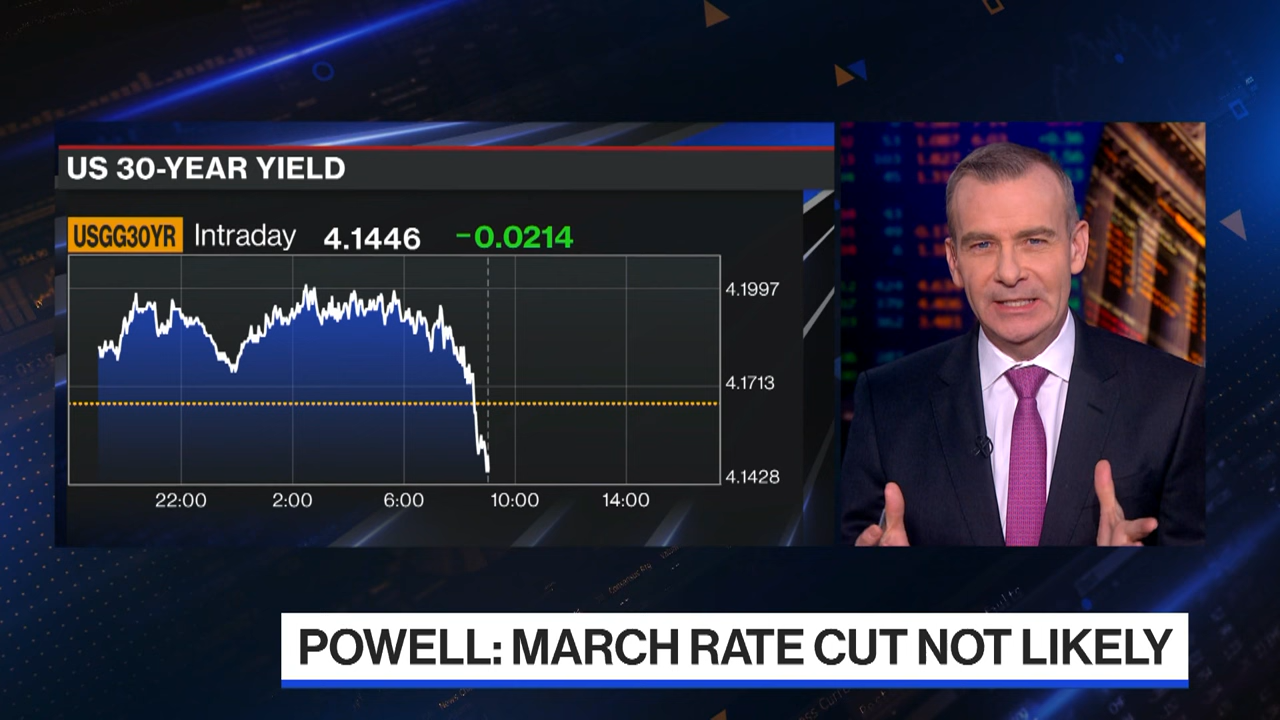 US 30-YEAR YIELD
USGG30YR Intraday 4.1446 -0.0214
4.1997
4.1713
4.1428
22:00 2:00 6:00 10:00 14:00
POWELL: MARCH RATE CUT NOT LIKELY